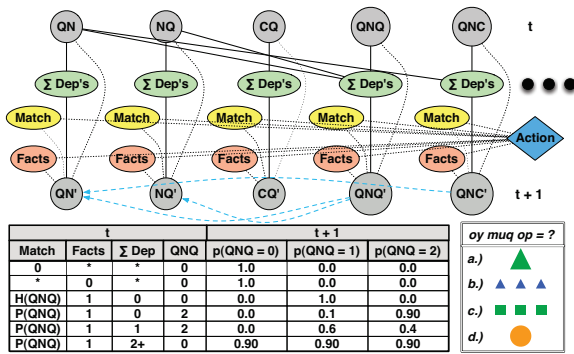 QN NQ CQ QNQ QNC t
Σ Dep's Σ Dep's Σ Dep's Σ Dep's Σ Dep's
Match Match Match Match Match
Action
Facts Facts Facts Facts Facts
QN' NQ' CQ' QNQ' QNC' t + 1
t t + 1
Match Facts Σ Dep QNQ p(QNQ = 0) p(QNQ = 1) p(QNQ = 2)
0 * * 0 1.0 0.0 0.0
* 0 * 0 1.0 0.0 0.0
H(QNQ) 1 0 0 0.0 1.0 0.0
P(QNQ) 1 0 2 0.0 0.1 0.90
P(QNQ) 1 1 2 0.0 0.6 0.4
P(QNQ) 1 2+ 0 0.90 0.90 0.90
oy muq op = ?
a.)
b.)
c.)
d.)